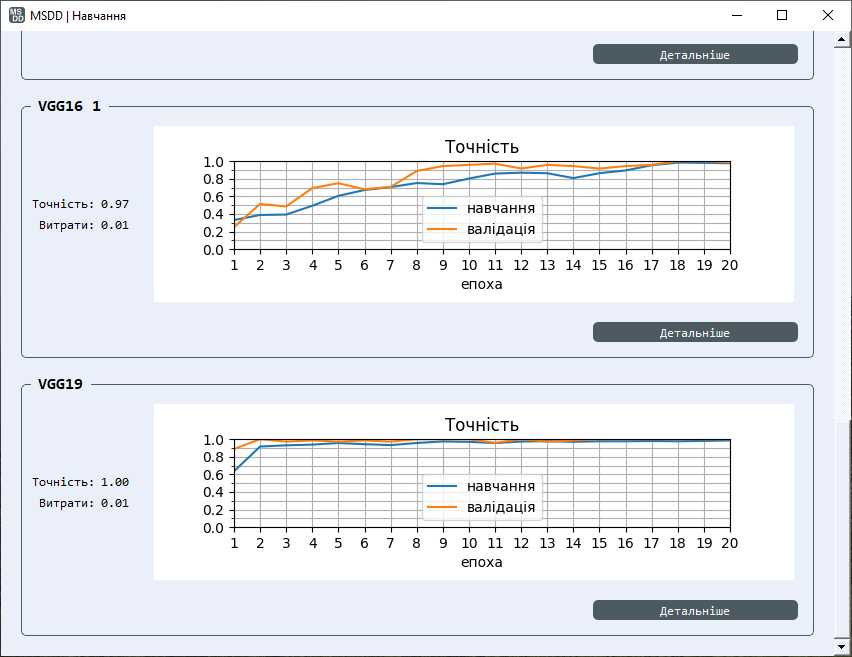 MS
DD
MSDD | Навчання
Детальніше
VGG16 1
Точність
1.0
0.8
0.6
0.4
0.2
0.0
Точність: 0.97
Витрати: 0.01
навчання
валідація
1 2 3 4 5 6 7 8 9 10 11 12 13 14 15 16 17 18 19 20
епоха
Детальніше
VGG19
Точність
1.0
0.8
0.6
0.4
0.2
0.0
Точність: 1.00
Витрати: 0.01
навчання
валідація
1 2 3 4 5 6 7 8 9 10 11 12 13 14 15 16 17 18 19 20
епоха
Детальніше